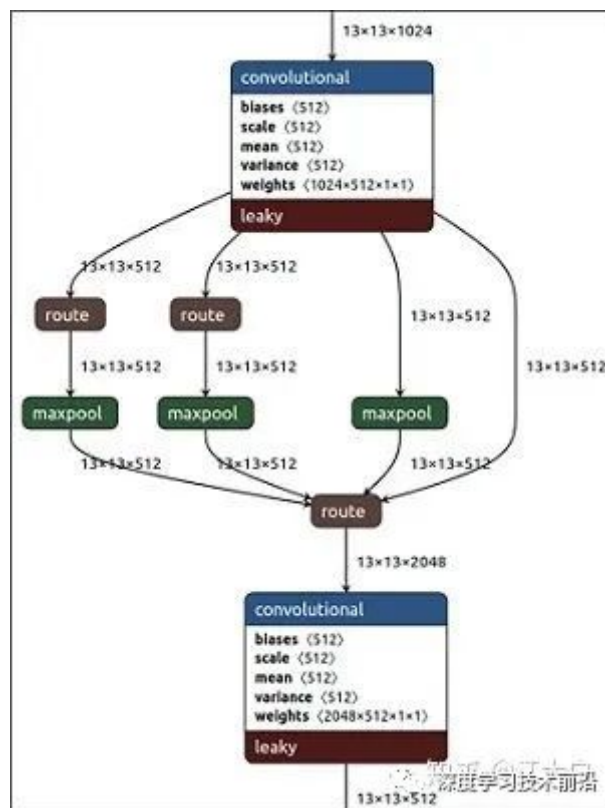 13×13×1024
convolutional
biases ⟨512⟩
scale ⟨512⟩
mean ⟨512⟩
variance ⟨512⟩
weights ⟨1024×512×1×1⟩
leaky
13×13×512 13×13×512
route route 13×13×512
13×13×512 13×13×512 13×13×512
maxpool maxpool maxpool
13×13×512 13×13×512 13×13×512
route
13×13×2048
convolutional
biases ⟨512⟩
scale ⟨512⟩
mean ⟨512⟩
variance ⟨512⟩
weights ⟨2048×512×1×1⟩
leaky
深度学习技术前沿
13×13×512